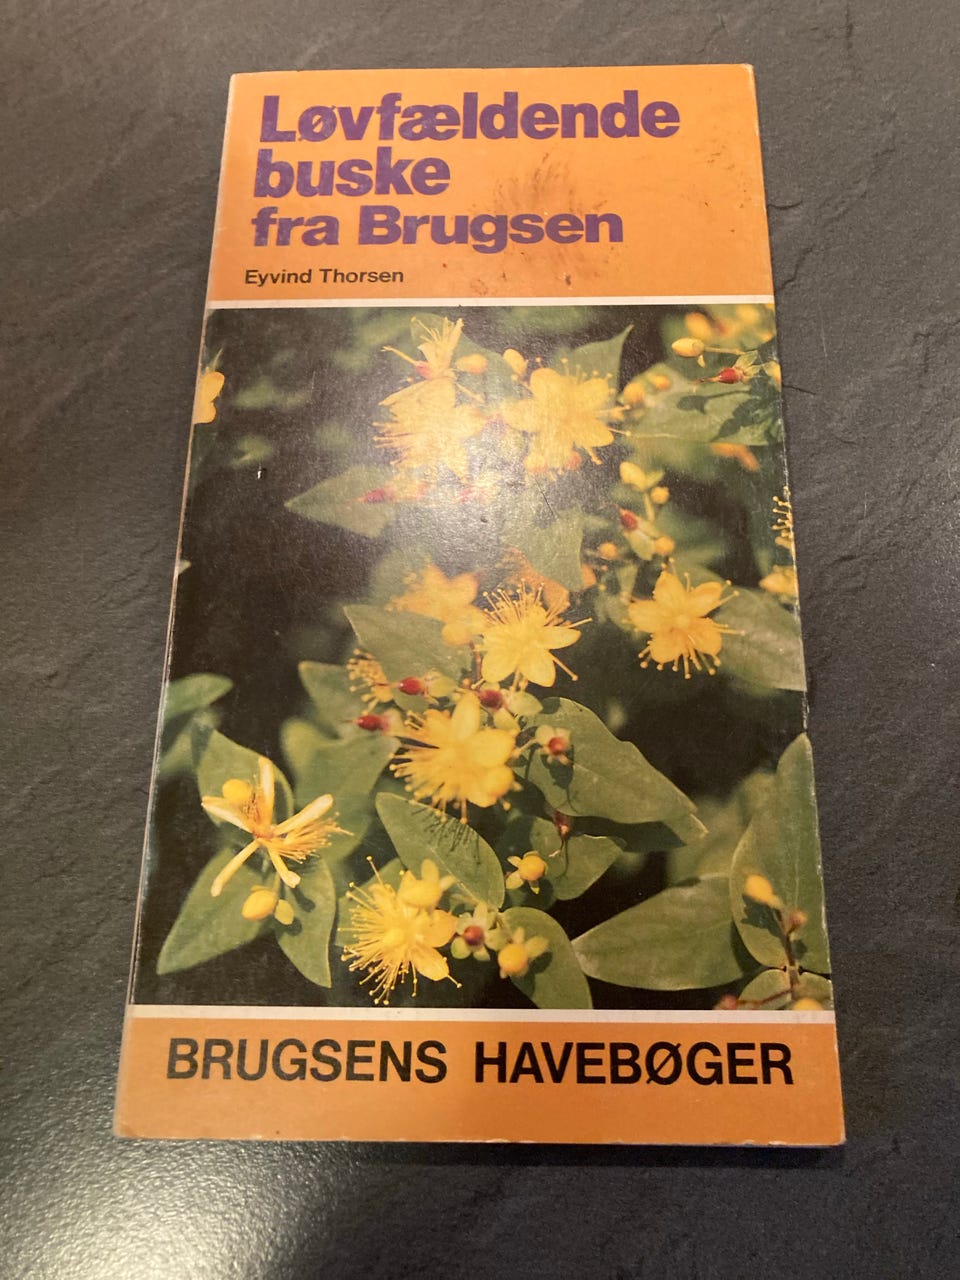 Løvfældende
buske
fra Brugsen
Eyvind Thorsen
BRUGSENS HAVEBØGER